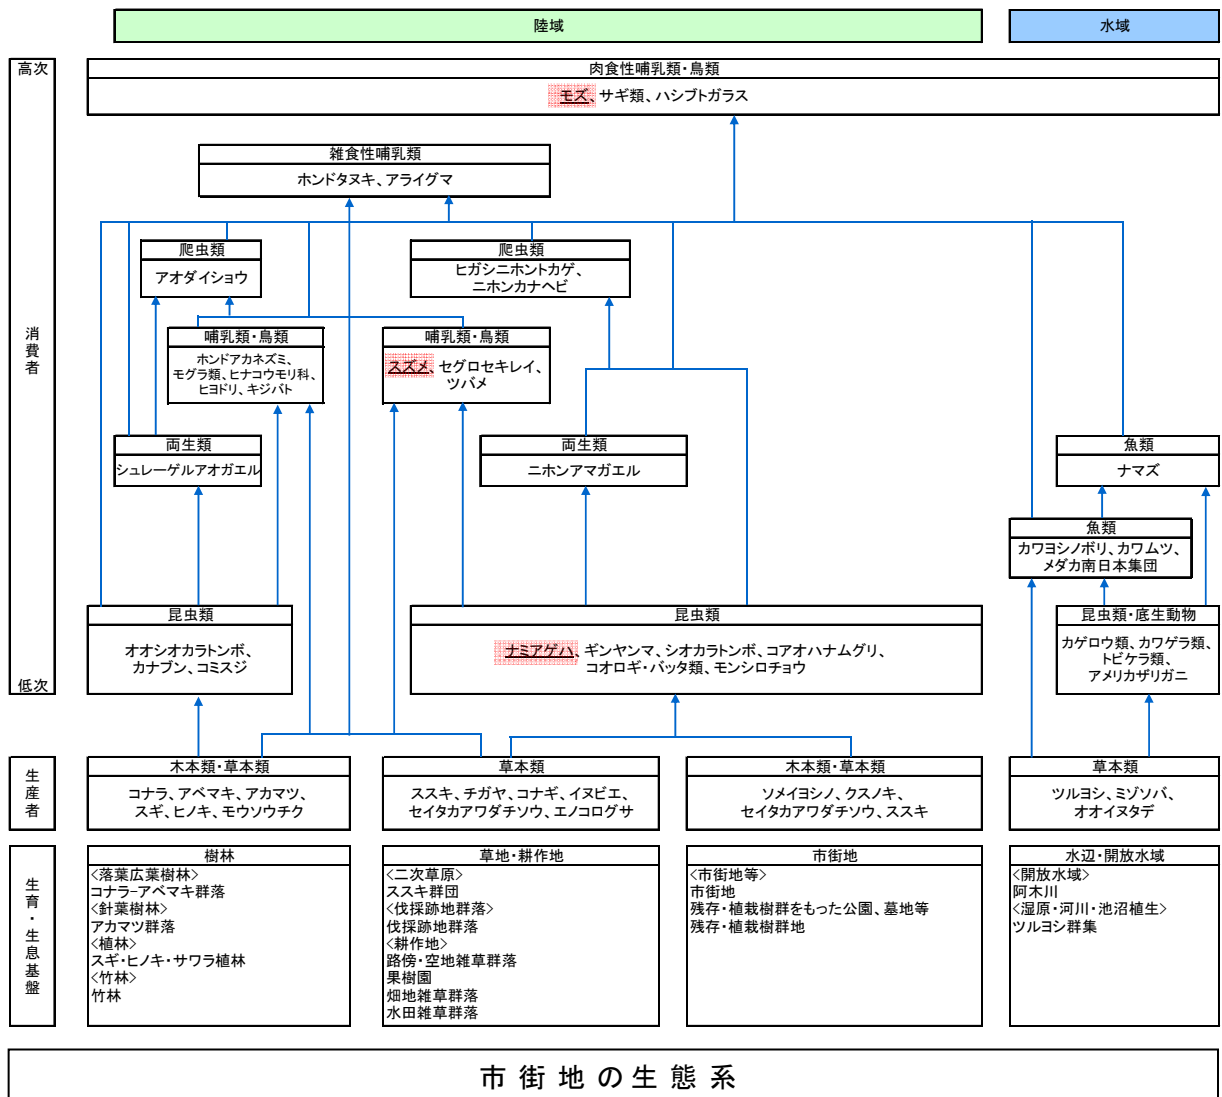 陸域
水域
高次
肉食性哺乳類・鳥類
モズ、サギ類、ハシブトガラス
雑食性哺乳類
ホンドタヌキ、アライグマ
爬虫類
アオダイショウ
爬虫類
ヒガシニホントカゲ、
ニホンカナヘビ
消費者
哺乳類・鳥類
ホンドアカネズミ、
モグラ類、ヒナコウモリ科、
ヒヨドリ、キジバト
哺乳類・鳥類
スズメ、セグロセキレイ、
ツバメ
両生類
シュレーゲルアオガエル
両生類
ニホンアマガエル
魚類
ナマズ
魚類
カワヨシノボリ、カワムツ、
メダカ南日本集団
昆虫類
オオシオカラトンボ、
カナブン、コミスジ
昆虫類
ナミアゲハ、ギンヤンマ、シオカラトンボ、コアオハナムグリ、
コオロギ・バッタ類、モンシロチョウ
昆虫類・底生動物
カゲロウ類、カワゲラ類、
トビケラ類、
アメリカザリガニ
低次
生産者
木本類・草本類
コナラ、アベマキ、アカマツ、
スギ、ヒノキ、モウソウチク
草本類
ススキ、チガヤ、コナギ、イヌビエ、
セイタカアワダチソウ、エノコログサ
木本類・草本類
ソメイヨシノ、クスノキ、
セイタカアワダチソウ、ススキ
草本類
ツルヨシ、ミゾソバ、
オオイヌタデ
生育・生息基盤
樹林
<落葉広葉樹林>
コナラ-アベマキ群落
<針葉樹林>
アカマツ群落
<植林>
スギ・ヒノキ・サワラ植林
<竹林>
竹林
草地・耕作地
<二次草原>
ススキ群団
<伐採跡地群落>
伐採跡地群落
<耕作地>
路傍・空地雑草群落
果樹園
畑地雑草群落
水田雑草群落
市街地
<市街地等>
市街地
残存・植栽樹群をもった公園、墓地等
残存・植栽樹群地
水辺・開放水域
<開放水域>
阿木川
<湿原・河川・池沼植生>
ツルヨシ群集
市街地の生態系